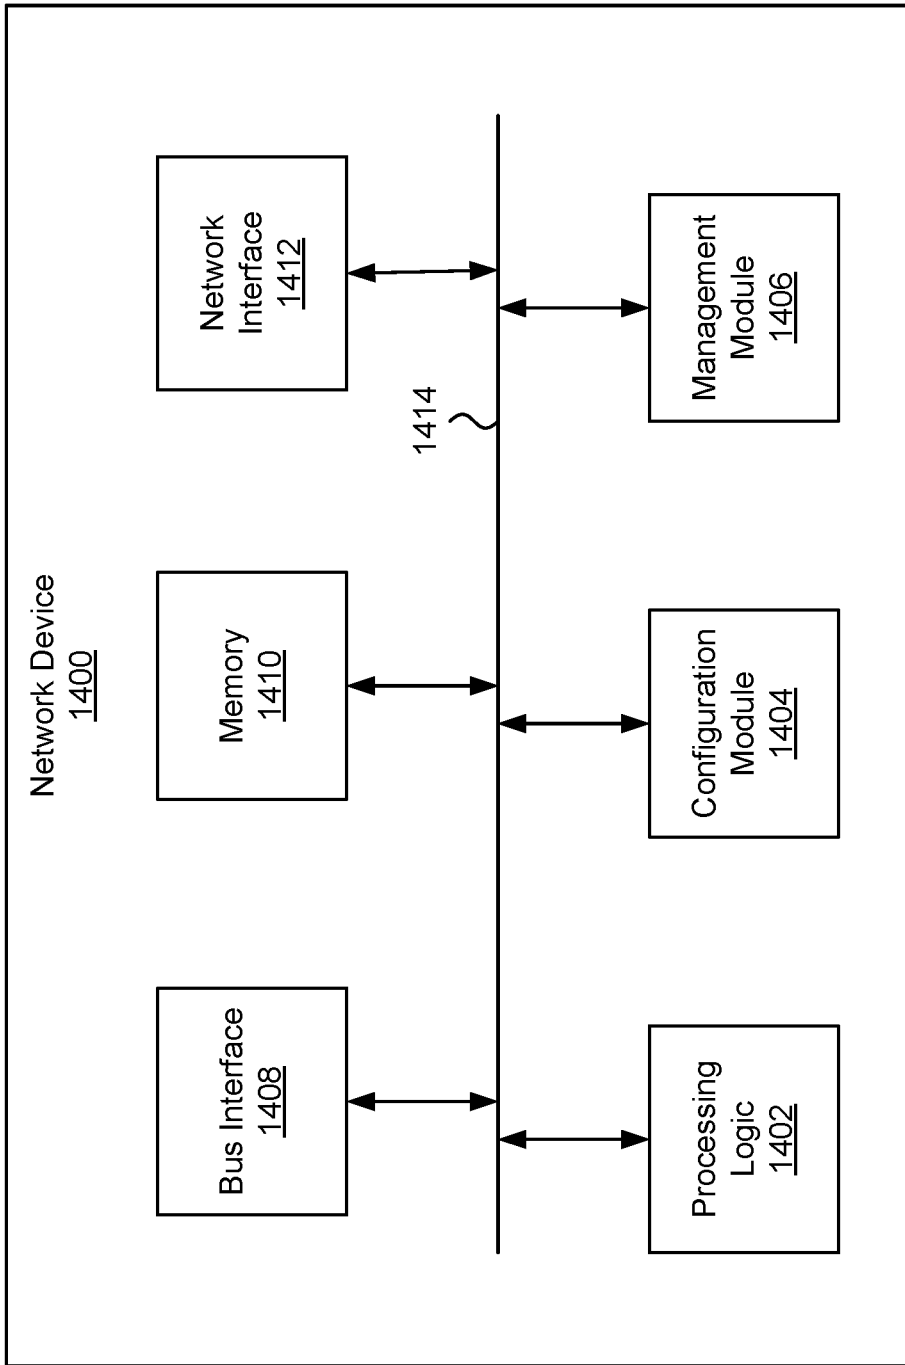 Network Device
1400
Bus Interface
1408
Memory
1410
Network
Interface
1412
1414
Processing
Logic
1402
Configuration
Module
1404
Management
Module
1406